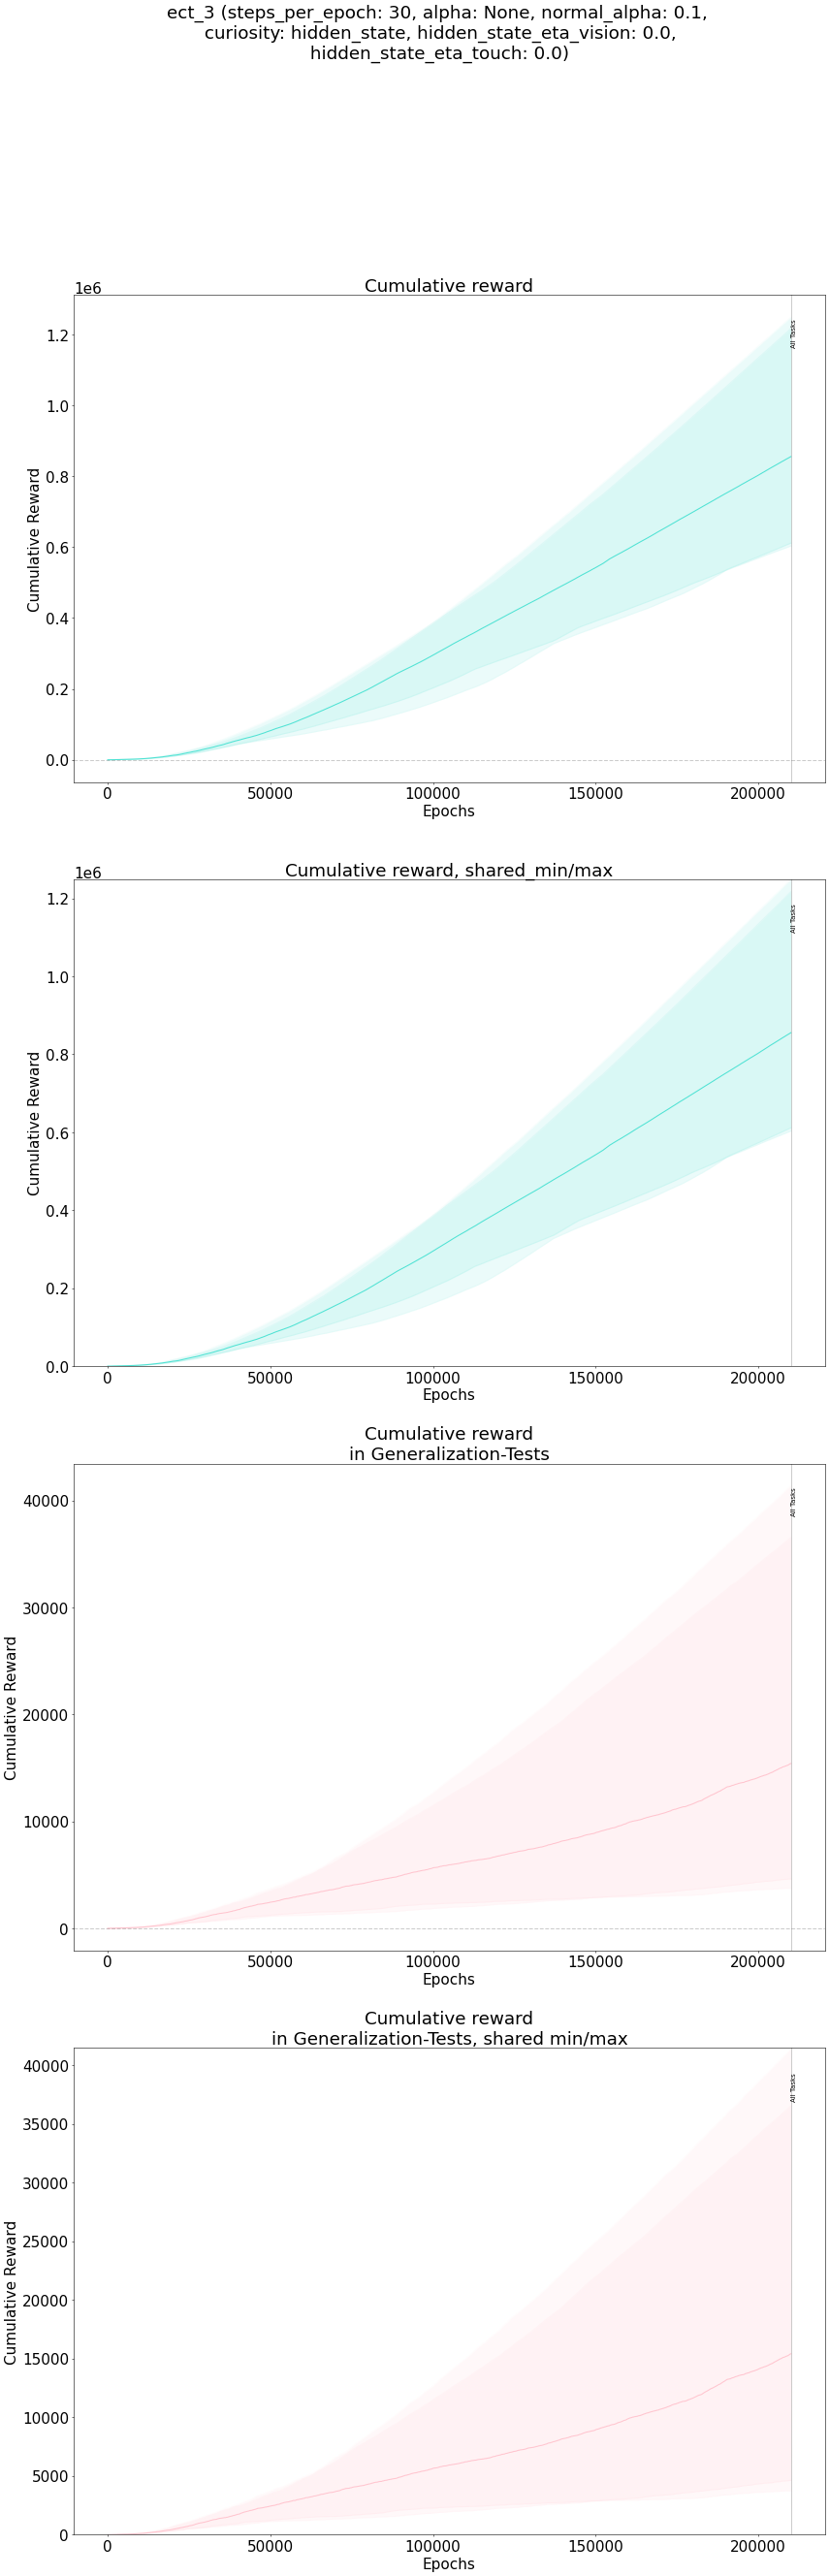 ect_3 (steps_per_epoch: 30, alpha: None, normal_alpha: 0.1,
curiosity: hidden_state, hidden_state_eta_vision: 0.0,
hidden_state_eta_touch: 0.0)
Cumulative reward
1e6
1.2
1.0
0.8
0.6
0.4
0.2
0.0
Cumulative Reward
All Tasks
0 50000 100000 150000 200000
Epochs
Cumulative reward, shared_min/max
1e6
1.2
1.0
0.8
0.6
0.4
0.2
0.0
Cumulative Reward
All Tasks
0 50000 100000 150000 200000
Epochs
Cumulative reward
in Generalization-Tests
40000
30000
20000
10000
0
Cumulative Reward
All Tasks
0 50000 100000 150000 200000
Epochs
Cumulative reward
in Generalization-Tests, shared min/max
40000
35000
30000
25000
20000
15000
10000
5000
0
Cumulative Reward
All Tasks
0 50000 100000 150000 200000
Epochs